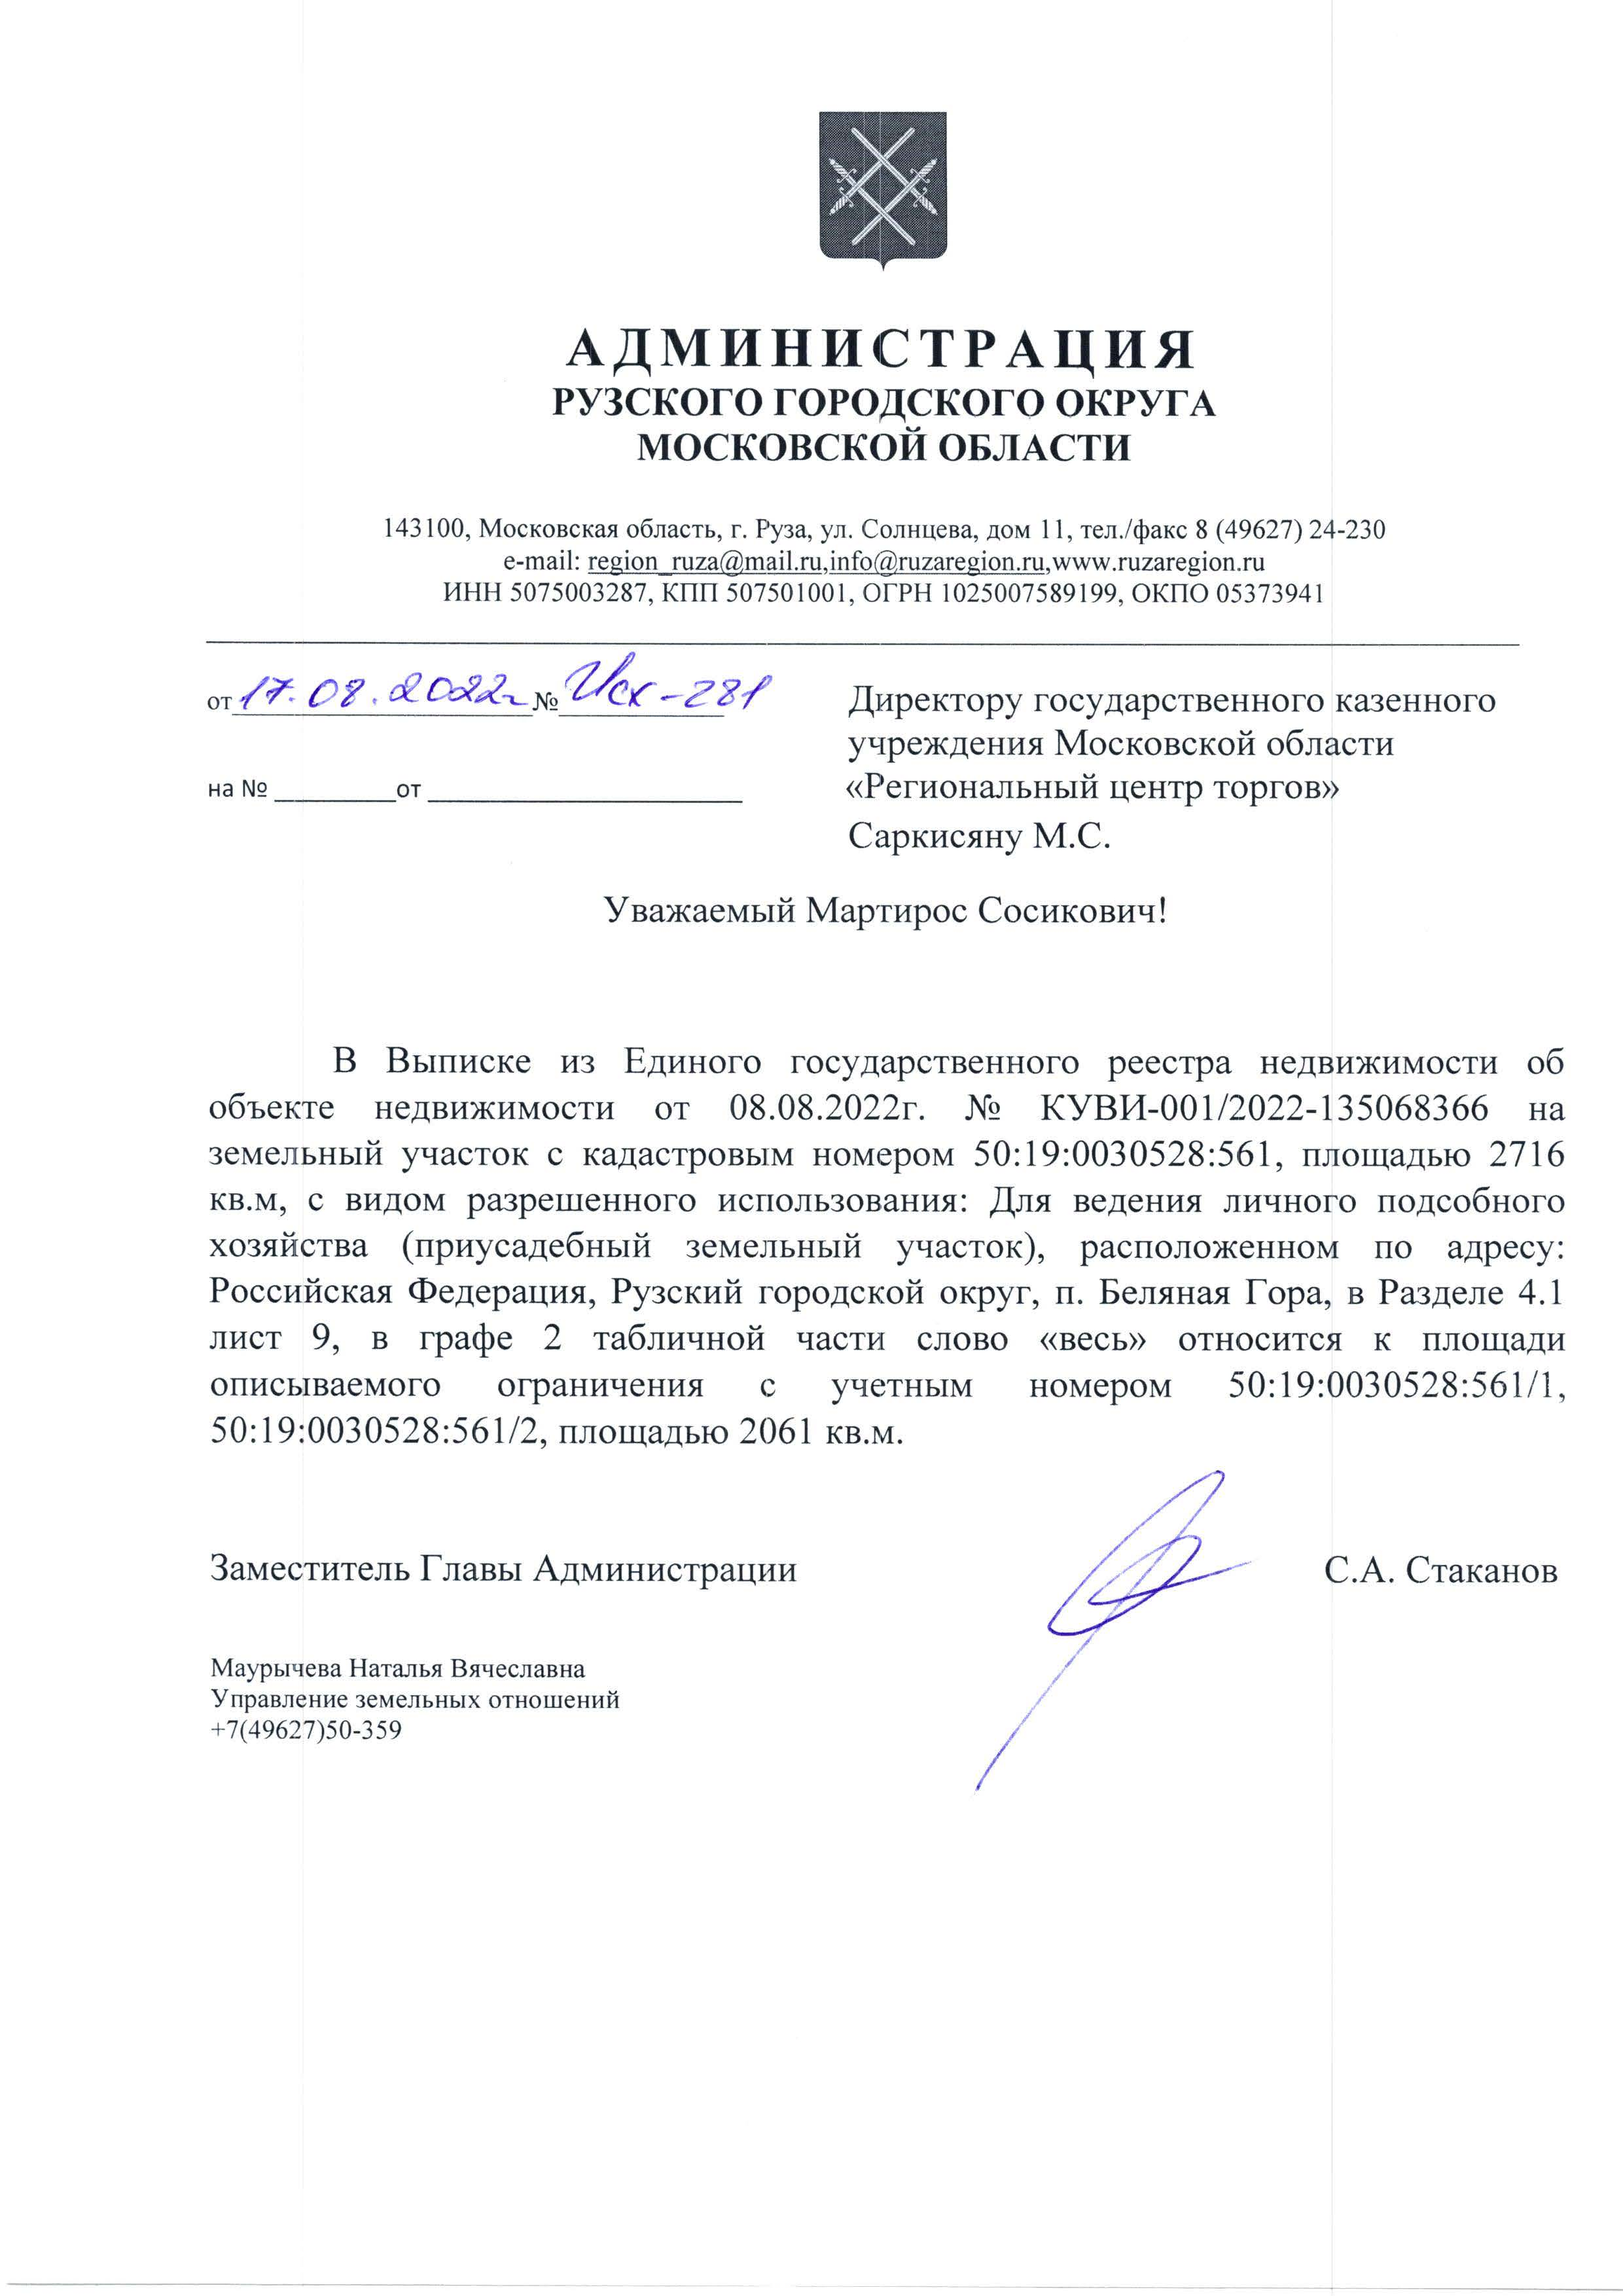 АДМИНИСТРАЦИЯ
РУЗСКОГО ГОРОДСКОГО ОКРУГА
МОСКОВСКОЙ ОБЛАСТИ
143100, Московская область, г. Руза, ул. Солнцева, дом 11, тел./факс 8 (49627) 24-230
e-mail: region_ruza@mail.ru,info@ruzaregion.ru,www.ruzaregion.ru
ИНН 5075003287, КПП 507501001, ОГРН 1025007589199, ОКПО 05373941
от 17.08.2022г № Исх-281
на № __________от __________________________
Директору государственного казенного
учреждения Московской области
«Региональный центр торгов»
Саркисяну М.С.
Уважаемый Мартирос Сосикович!
В Выписке из Единого государственного реестра недвижимости об
объекте недвижимости от 08.08.2022г. № КУВИ-001/2022-135068366 на
земельный участок с кадастровым номером 50:19:0030528:561, площадью 2716
кв.м, с видом разрешенного использования: Для ведения личного подсобного
хозяйства (приусадебный земельный участок), расположенном по адресу:
Российская Федерация, Рузский городской округ, п. Беляная Гора, в Разделе 4.1
лист 9, в графе 2 табличной части слово «весь» относится к площади
описываемого ограничения с учетным номером 50:19:0030528:561/1,
50:19:0030528:561/2, площадью 2061 кв.м.
Заместитель Главы Администрации С.А. Стаканов
Маурычева Наталья Вячеславна
Управление земельных отношений
+7(49627)50-359